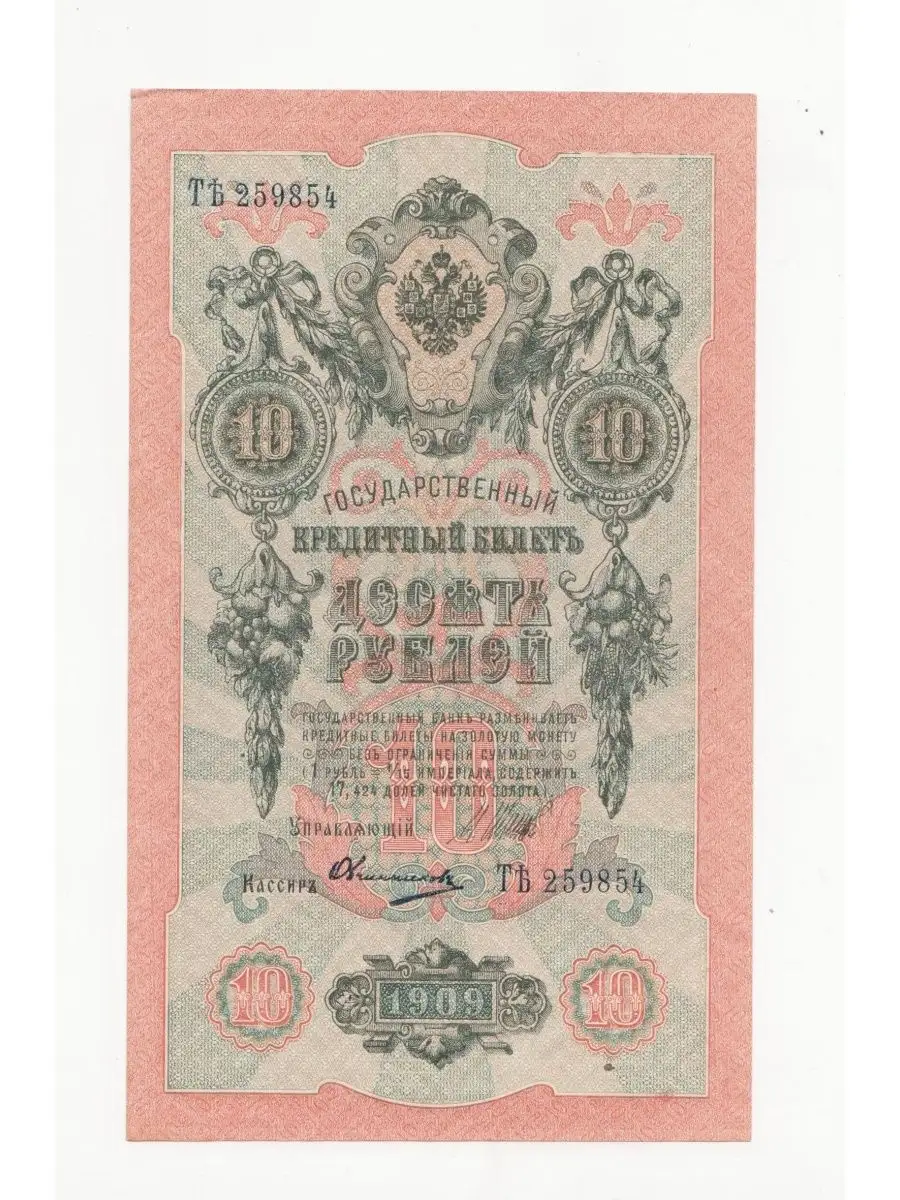 ТѢ 259854
10 10
ГОСУДАРСТВЕННЫЙ
КРЕДИТНЫЙ БИЛЕТЪ
ДЕСЯТЬ
РУБЛЕЙ
ГОСУДАРСТВЕННЫЙ БАНКЪ РАЗМѢНИВАЕТЪ
КРЕДИТНЫЕ БИЛЕТЫ НА ЗОЛОТУЮ МОНЕТУ
БЕЗЪ ОГРАНИЧЕНІЯ СУММЫ
(1 РУБЛЬ = 1/15 ИМПЕРІАЛА, СОДЕРЖИТЪ
17,424 ДОЛЕЙ ЧИСТАГО ЗОЛОТА).
10
УПРАВЛЯЮЩІЙ
КАССИРЪ ТѢ 259854
10 1909 10